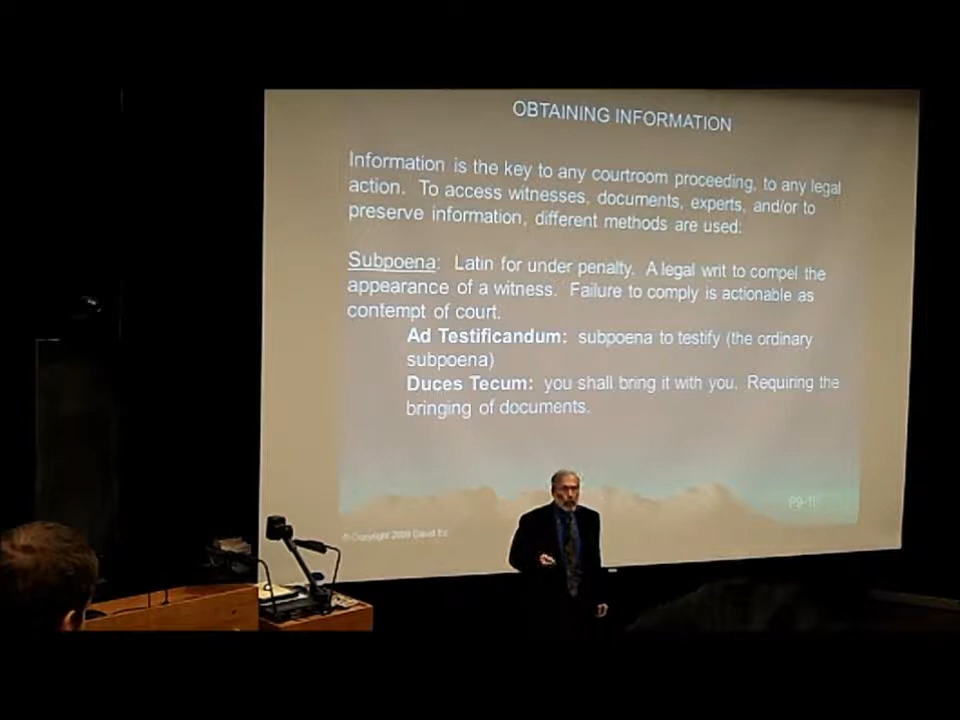 OBTAINING INFORMATION
Information is the key to any courtroom proceeding, to any legal
action. To access witnesses, documents, experts, and/or to
preserve information, different methods are used:
Subpoena: Latin for under penalty. A legal writ to compel the
appearance of a witness. Failure to comply is actionable as
contempt of court.
Ad Testificandum: subpoena to testify (the ordinary
subpoena)
Duces Tecum: you shall bring it with you. Requiring the
bringing of documents.
© Copyright David